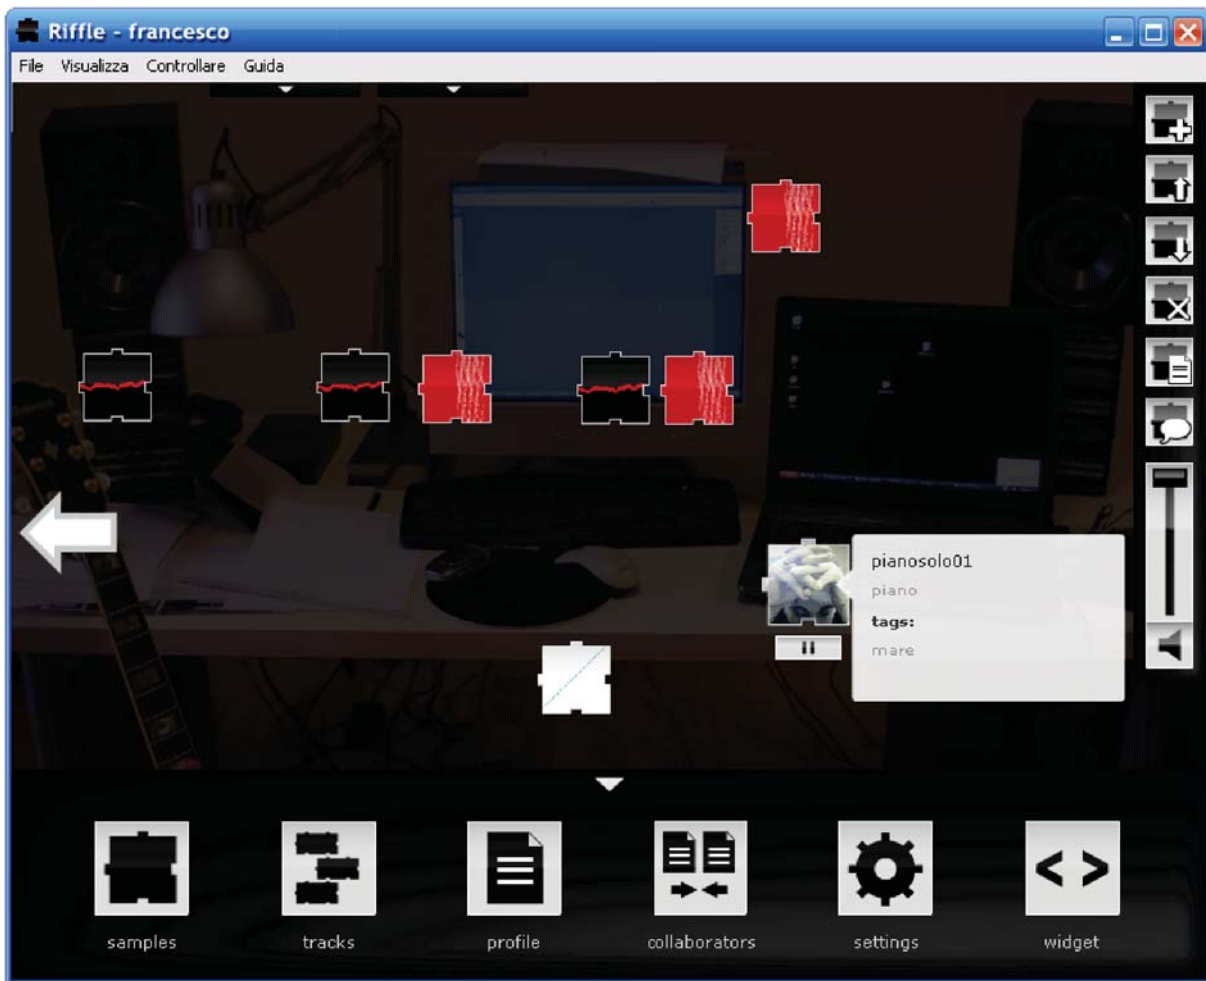 Riffle - francesco
File Visualizza Controllare Guida
pianosolo01
piano
tags:
mare
samples tracks profile collaborators settings widget